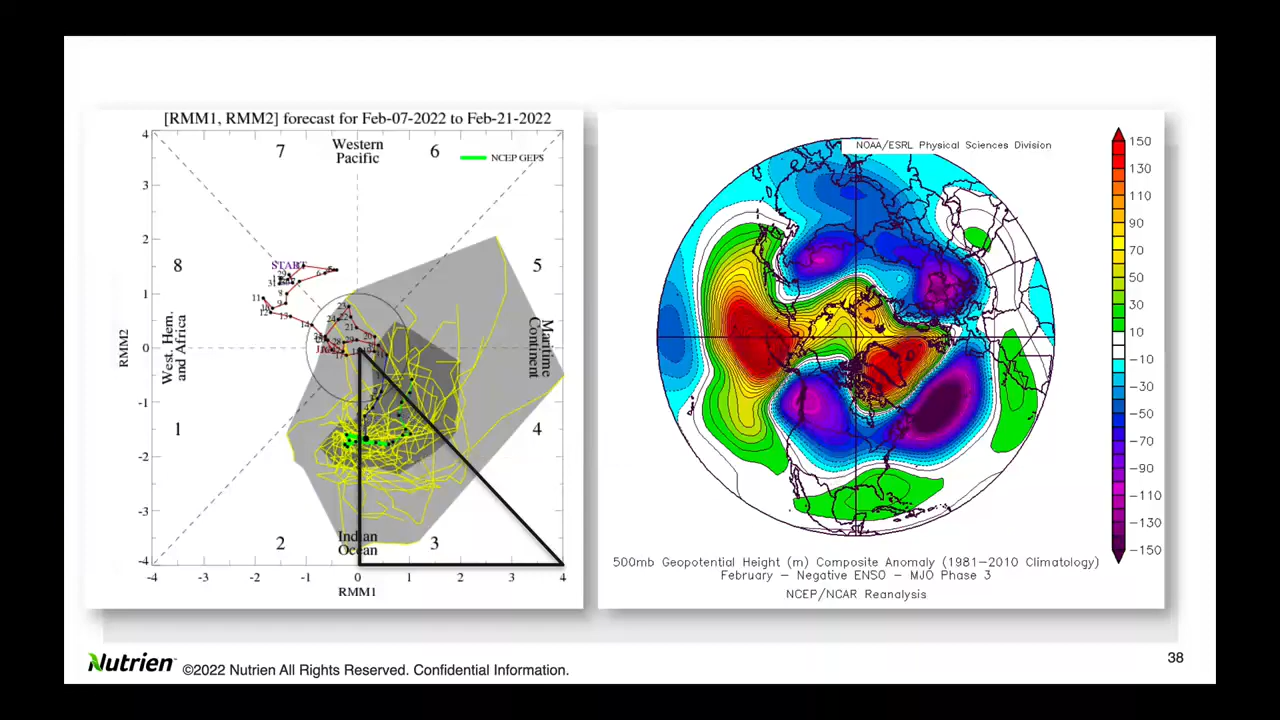 [RMM1, RMM2] forecast for Feb-07-2022 to Feb-21-2022
Western
Pacific
7
6
NCEP GEFS
8
5
START
West. Hem.
and Africa
Maritime
Continent
1
4
2
3
Indian
Ocean
RMM2
4
3
2
1
0
-1
-2
-3
-4
-4
-3
-2
-1
0
1
2
3
4
RMM1
NOAA/ESRL Physical Sciences Division
150
130
110
90
70
50
30
10
−10
−30
−50
−70
−90
−110
−130
−150
500mb Geopotential Height (m) Composite Anomaly (1981−2010 Climatology)
February − Negative ENSO − MJO Phase 3
NCEP/NCAR Reanalysis
Nutrien™ ©2022 Nutrien All Rights Reserved. Confidential Information.
38